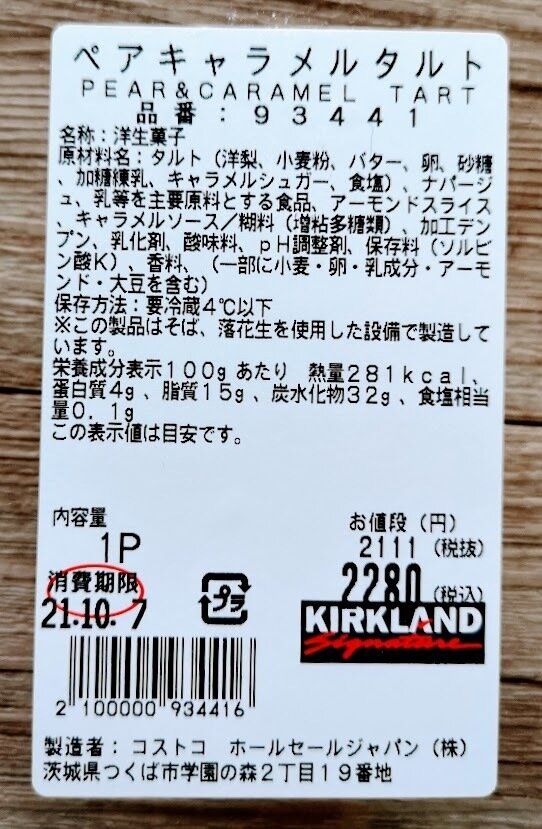 ペアキャラメルタルト
PEAR&CARAMEL TART
品番:93441
名称:洋生菓子
原材料名:タルト(洋梨、小麦粉、バター、卵、砂糖
、加糖練乳、キャラメルシュガー、食塩)、ナパージ
ュ、乳等を主要原料とする食品、アーモンドスライス
、キャラメルソース/糊料(増粘多糖類)、加工デン
プン、乳化剤、酸味料、pH調整剤、保存料(ソルビ
ン酸K)、香料、(一部に小麦・卵・乳成分・アーモ
ンド・大豆を含む)
保存方法:要冷蔵4℃以下
※この製品はそば、落花生を使用した設備で製造して
います。
栄養成分表示100gあたり 熱量281kcal、
蛋白質4g、脂質15g、炭水化物32g、食塩相当
量0.1g
この表示値は目安です。
内容量
1P
お値段(円)
2111(税抜)
2280(税込)
消費期限
21.10.7
プラ
KIRKLAND
Signature
2 100000 934416
製造者:コストコ ホールセールジャパン(株)
茨城県つくば市学園の森2丁目19番地